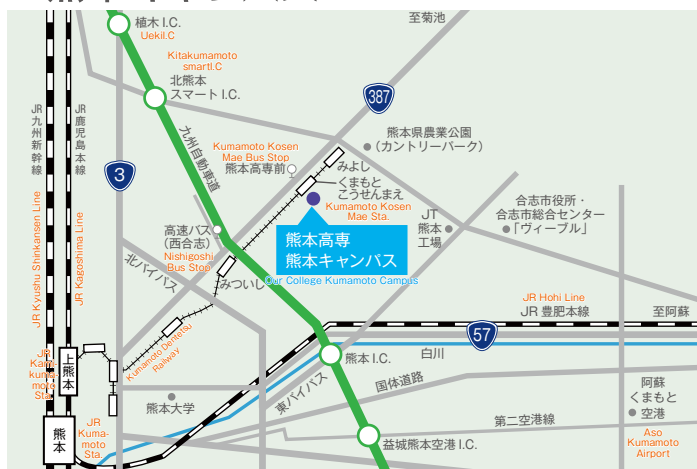 至菊池
植木 I.C.
UekiI.C
Kitakumamoto
smartI.C
北熊本
スマート I.C.
387
熊本県農業公園
（カントリーパーク）
JR九州新幹線
JR鹿児島本線
3
九州自動車道
Kumamoto Kosen
Mae Bus Stop
熊本高専前
みよし
くまもと
こうせんまえ
Kumamoto Kosen
Mae Sta.
合志市役所・
合志市総合センター
「ヴィーブル」
JT
熊本
工場
高速バス
（西合志）
Nishigoshi
Bus Stop
熊本高専
熊本キャンパス
Our College Kumamoto Campus
JR Kyushu Shinkansen Line
JR Kagoshima Line
北バイパス
みついし
JR Hohi Line
JR 豊肥本線
至阿蘇
57
Kumamoto Dentetsu
Railway
白川
熊本 I.C.
JR
Kami-
kuma-
moto
Sta.
上熊本
国体道路
東バイパス
熊本大学
阿蘇
くまもと
空港
熊本
JR
Kuma-
moto
Sta.
第二空港線
益城熊本空港 I.C.
Aso
Kumamoto
Airport